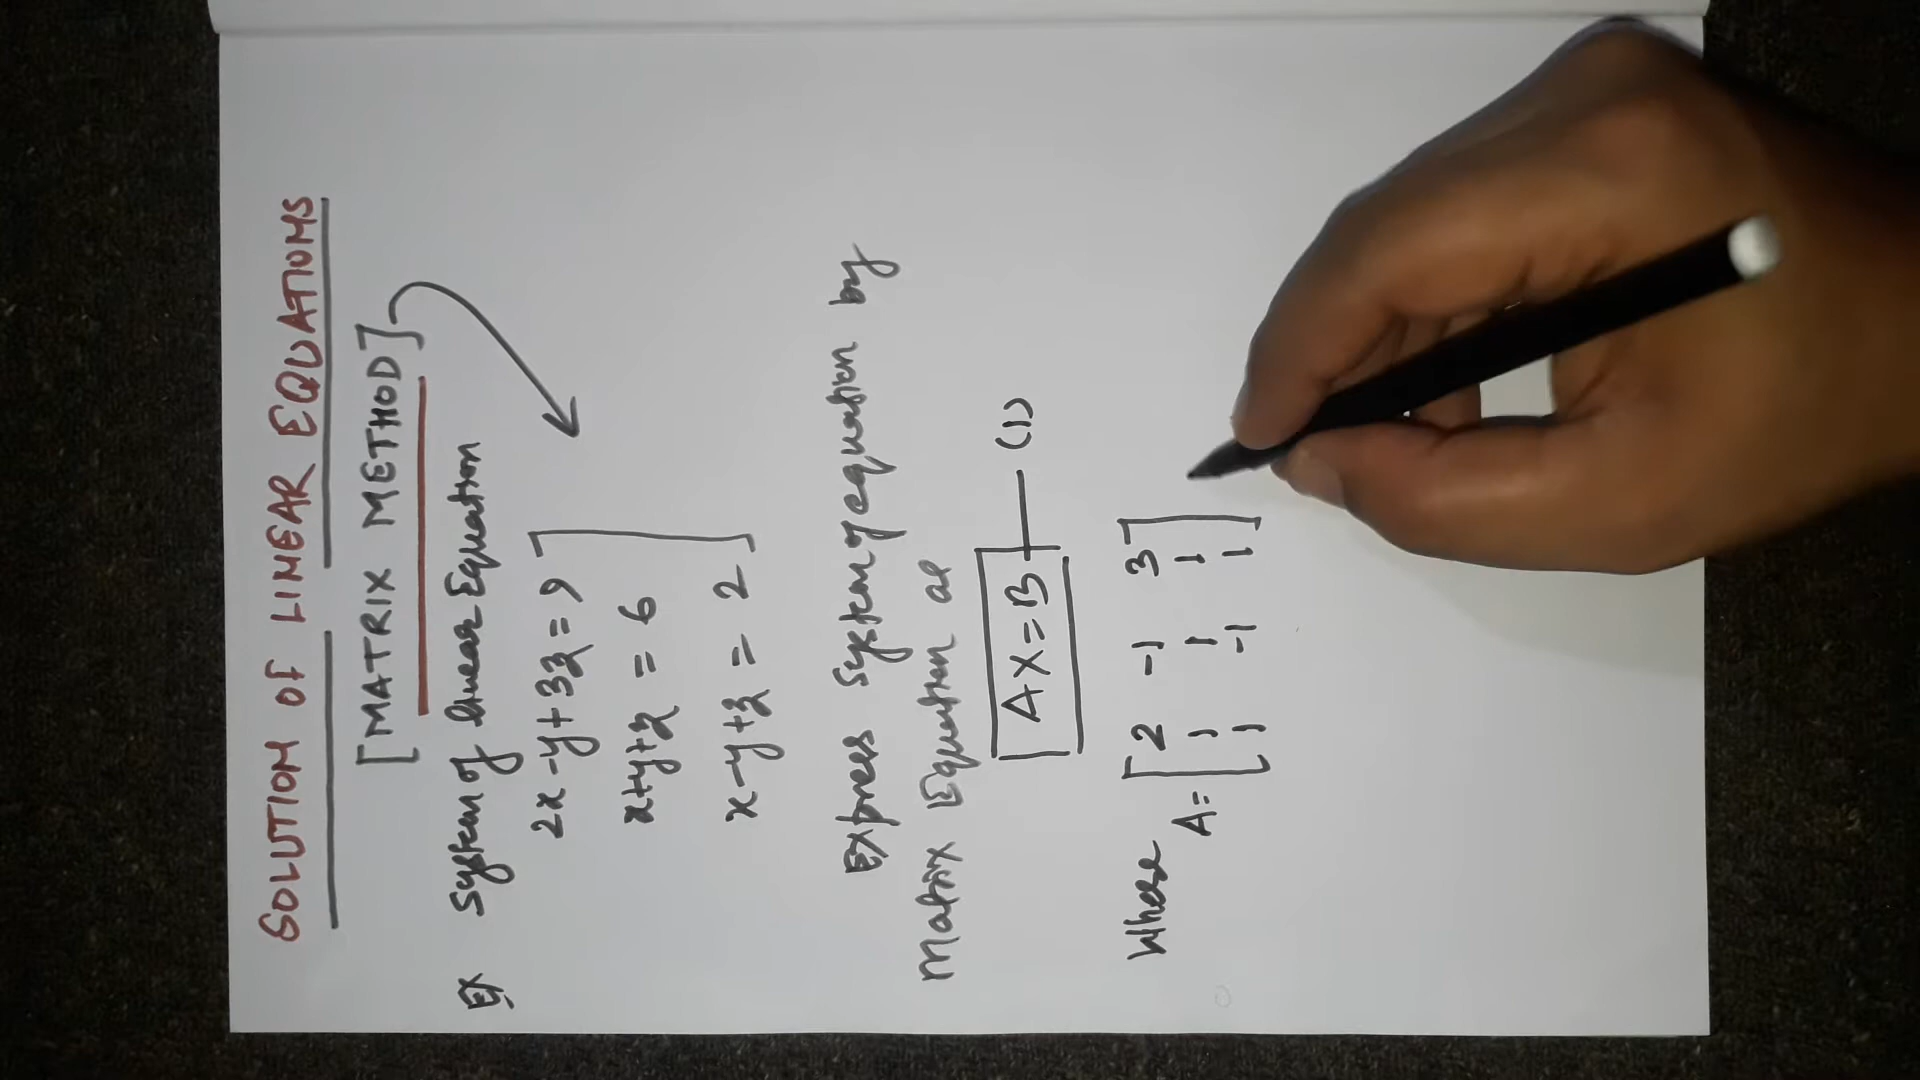 SOLUTION OF LINEAR EQUATIONS
[MATRIX METHOD]
Ex System of linear Equation
2x-y+3z=9
x+y+z = 6
x-y+z = 2
Express System of equation by
Matrix Equation as
AX=B — (1)
Where
A= [2 -1 3
1 1 1
1 -1 1]